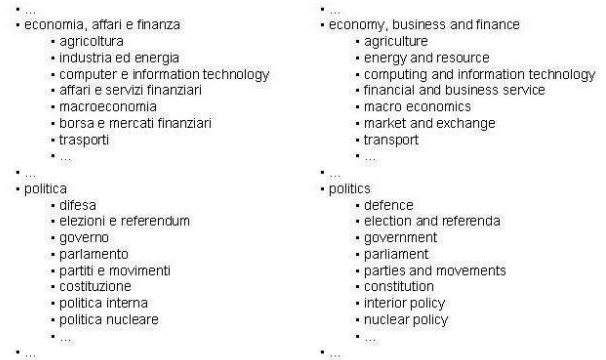 ▪ ...
▪ economia, affari e finanza
▪ agricoltura
▪ industria ed energia
▪ computer e information technology
▪ affari e servizi finanziari
▪ macroeconomia
▪ borsa e mercati finanziari
▪ trasporti
▪ ...
▪ ...
▪ politica
▪ difesa
▪ elezioni e referendum
▪ governo
▪ parlamento
▪ partiti e movimenti
▪ costituzione
▪ politica interna
▪ politica nucleare
▪ ...
▪ ...
▪ ...
▪ economy, business and finance
▪ agriculture
▪ energy and resource
▪ computing and information technology
▪ financial and business service
▪ macro economics
▪ market and exchange
▪ transport
▪ ...
▪ ...
▪ politics
▪ defence
▪ election and referenda
▪ government
▪ parliament
▪ parties and movements
▪ constitution
▪ interior policy
▪ nuclear policy
▪ ...
▪ ...